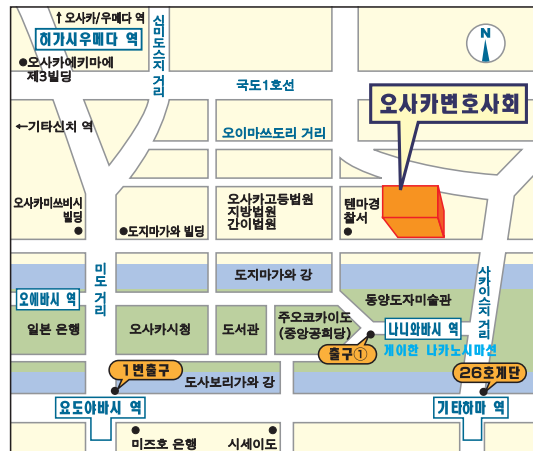 ↑오사카/우메다 역
히가시우메다 역
신미도스지 거리
N
●오사카에키마에
제3빌딩
국도1호선
오사카변호사회
←기타신치 역
오이마쓰도리 거리
오사카미쓰비시
빌딩
●도지마가와 빌딩
오사카고등법원
지방법원
간이법원
텐마경
찰서
미도 거리
도지마가와 강
사카이스지 거리
오에바시 역
동양도자미술관
일본 은행
오사카시청
도서관
주오코카이도
(중앙공회당)
나니와바시 역
출구①
게이한 나카노시마선
1번출구
도사보리가와 강
26호계단
요도야바시 역
기타하마 역
미즈호 은행
시세이도